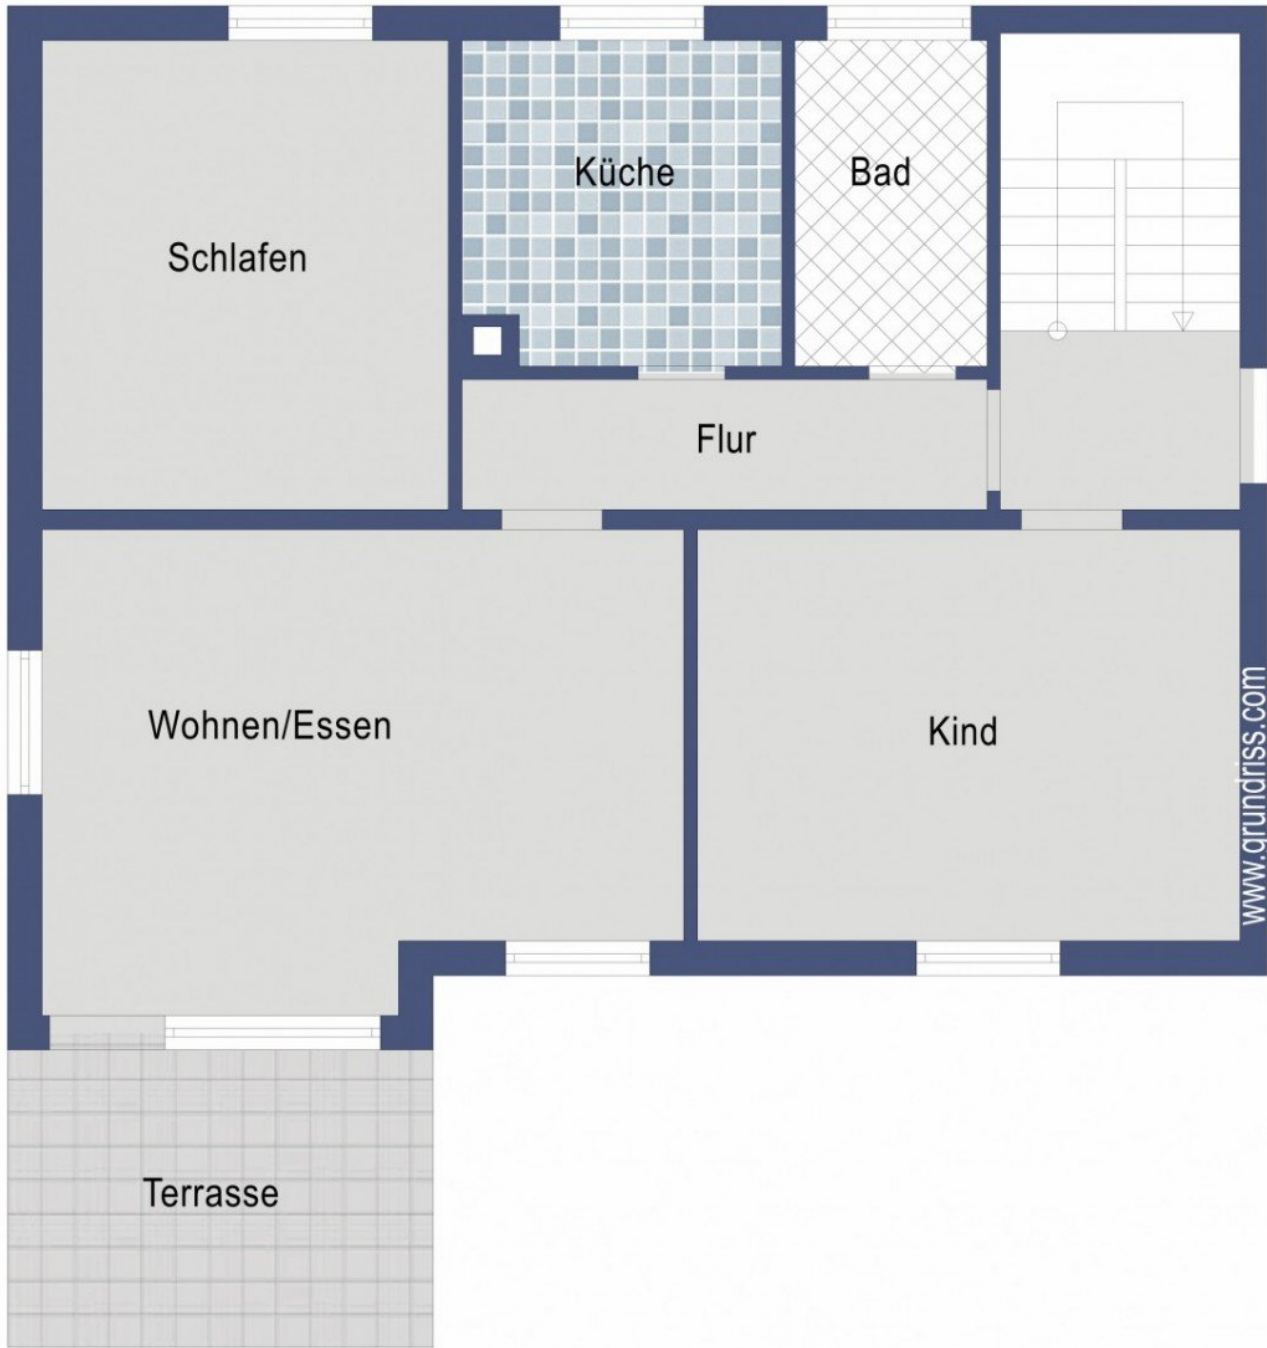 Küche
Bad
Schlafen
Flur
Wohnen/Essen
Kind
www.grundriss.com
Terrasse